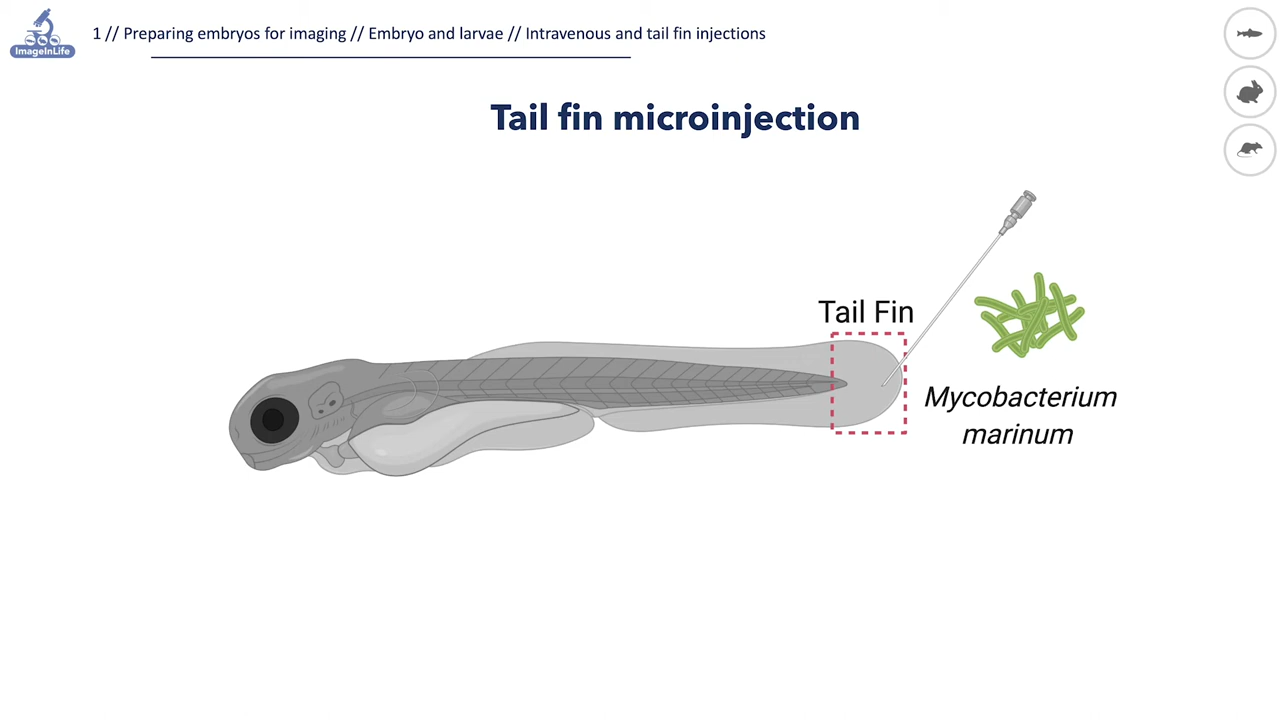 ImageInLife
1 // Preparing embryos for imaging // Embryo and larvae // Intravenous and tail fin injections
Tail fin microinjection
Tail Fin
Mycobacterium
marinum